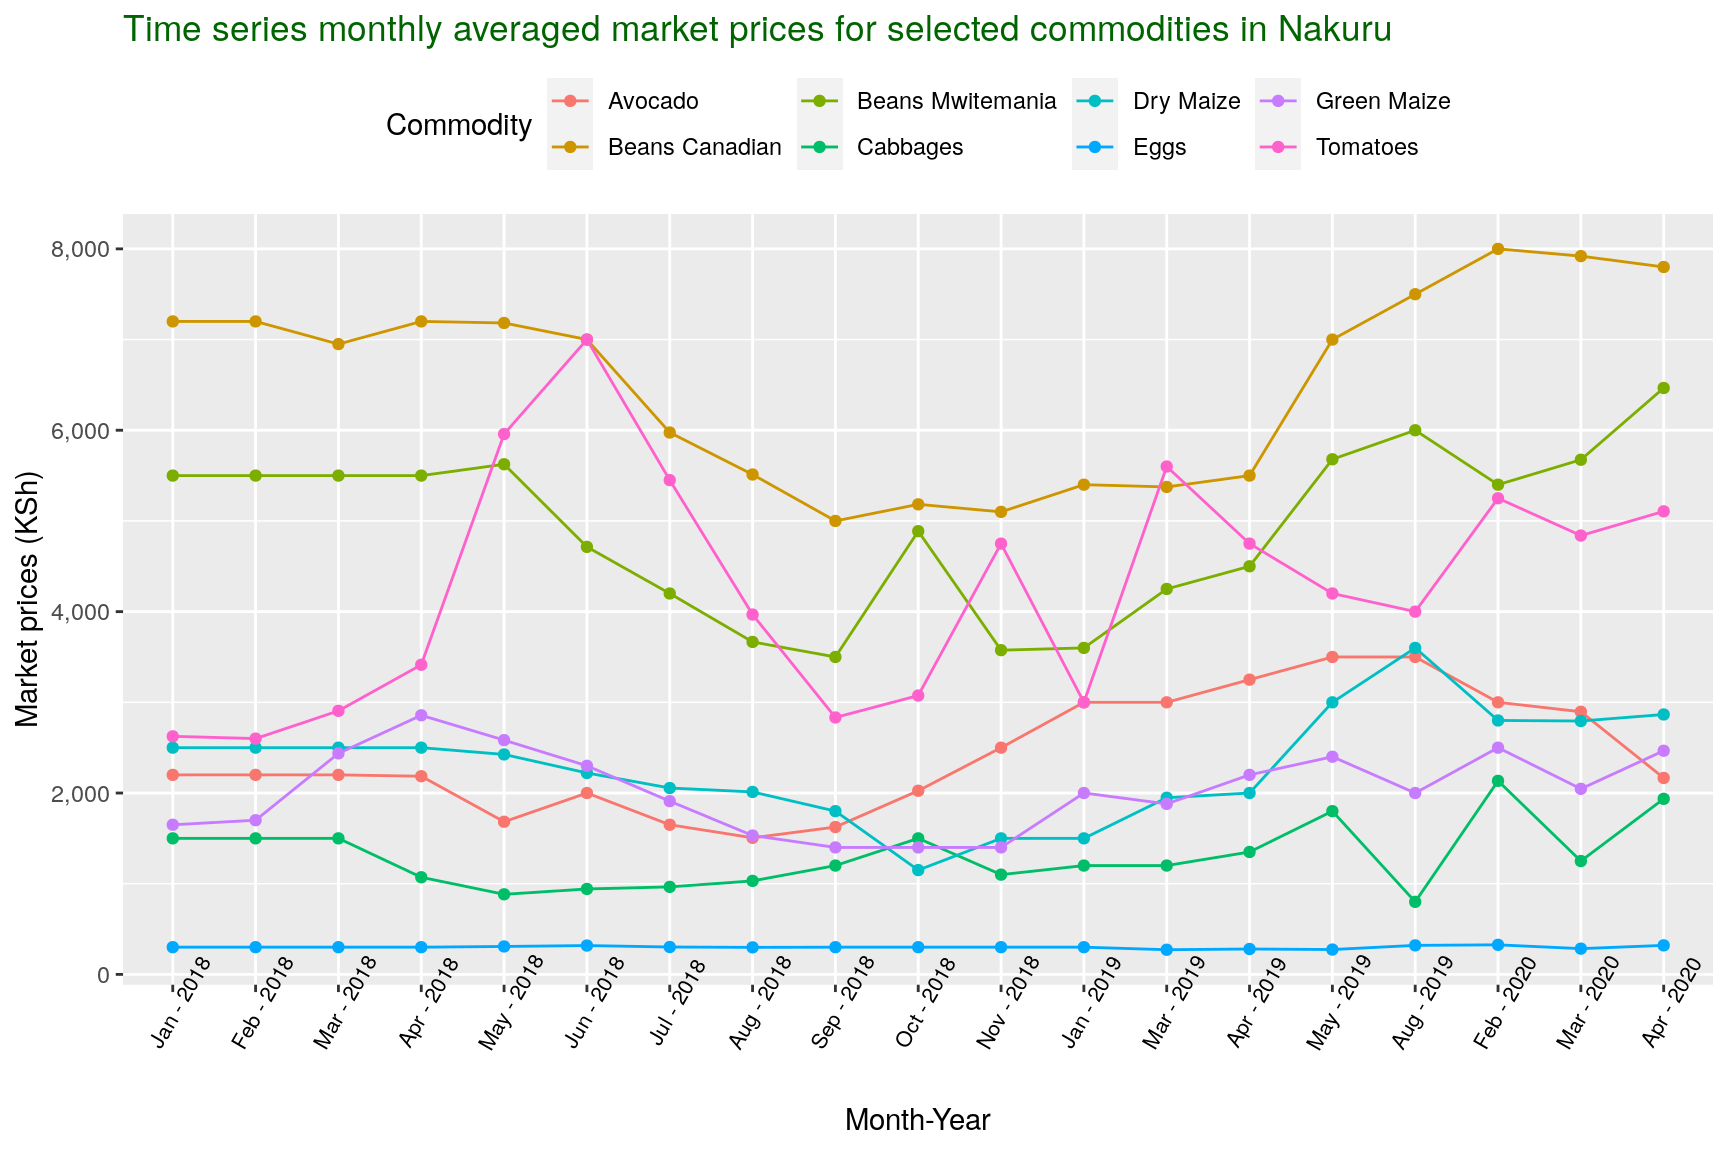 Time series monthly averaged market prices for selected commodities in Nakuru
Commodity
Avocado
Beans Mwitemania
Dry Maize
Green Maize
Beans Canadian
Cabbages
Eggs
Tomatoes
Market prices (KSh)
8,000
6,000
4,000
2,000
0
Jan - 2018
Feb - 2018
Mar - 2018
Apr - 2018
May - 2018
Jun - 2018
Jul - 2018
Aug - 2018
Sep - 2018
Oct - 2018
Nov - 2018
Jan - 2019
Mar - 2019
Apr - 2019
May - 2019
Aug - 2019
Feb - 2020
Mar - 2020
Apr - 2020
Month-Year